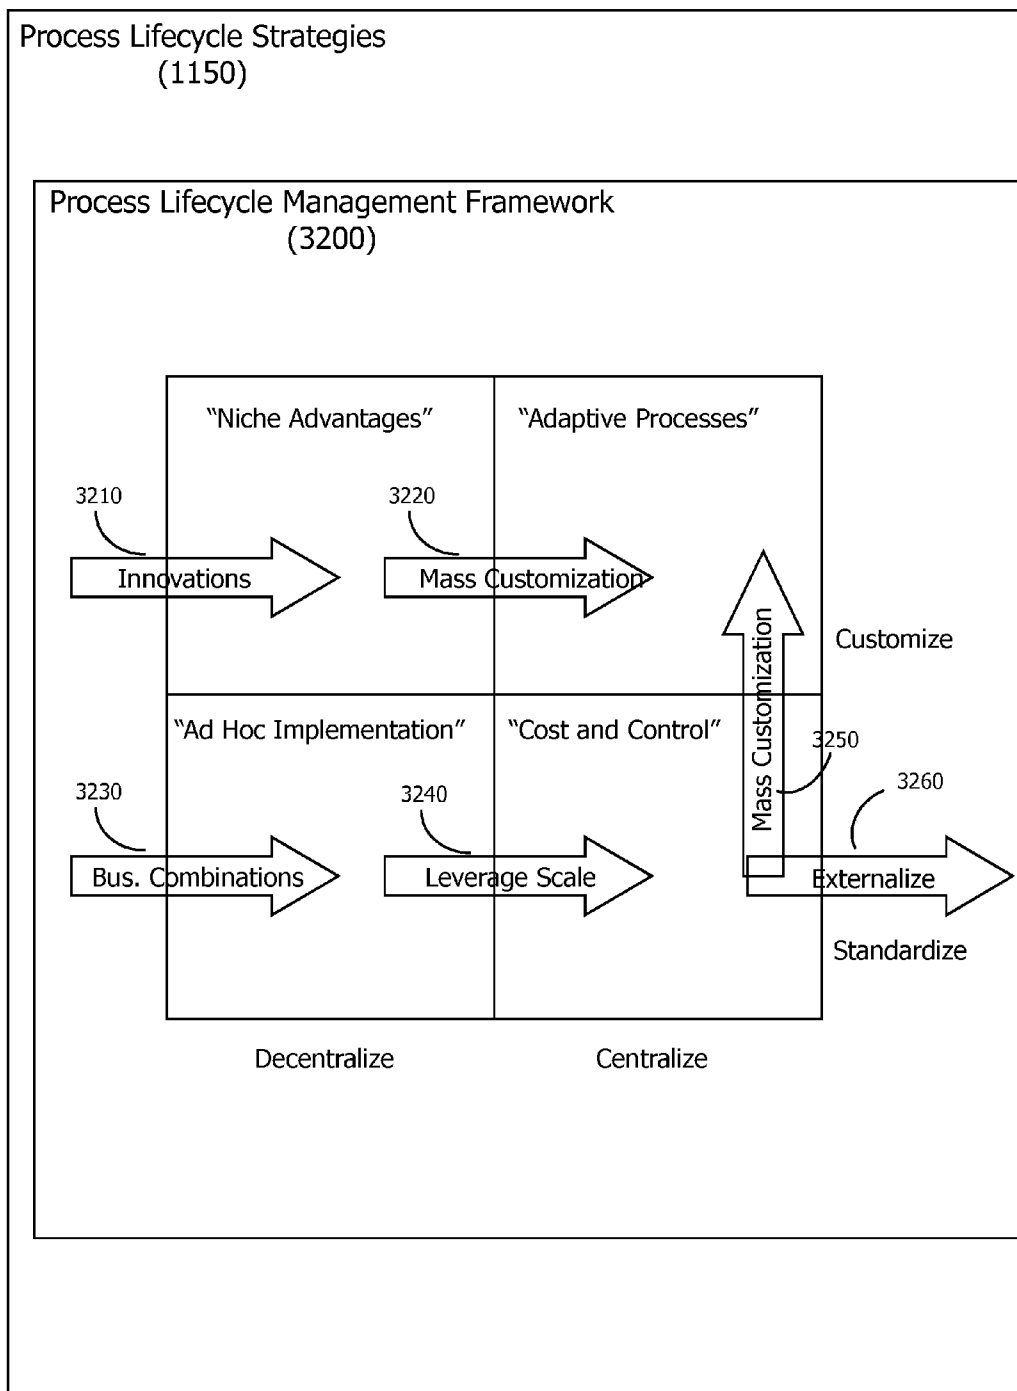 Process Lifecycle Strategies
(1150)
Process Lifecycle Management Framework
(3200)
“Niche Advantages”
“Adaptive Processes”
3210
3220
Innovations
Mass Customization
Customize
“Ad Hoc Implementation”
“Cost and Control”
Mass Customization
3250
3230
3240
3260
Bus. Combinations
Leverage Scale
Externalize
Standardize
Decentralize
Centralize